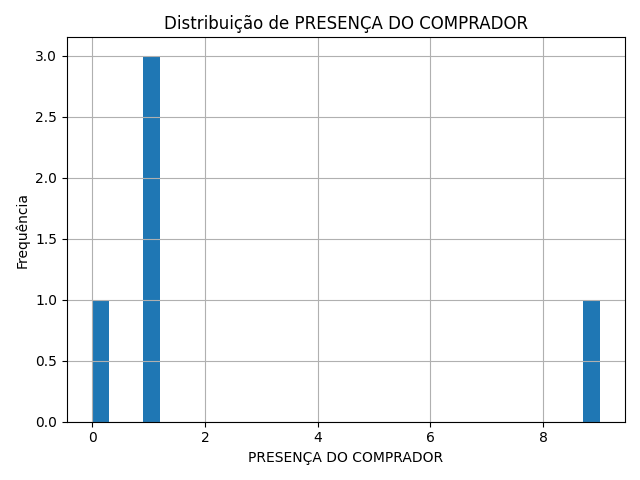 Distribuição de PRESENÇA DO COMPRADOR
3.0
2.5
2.0
1.5
1.0
0.5
0.0
Frequência
0 2 4 6 8
PRESENÇA DO COMPRADOR